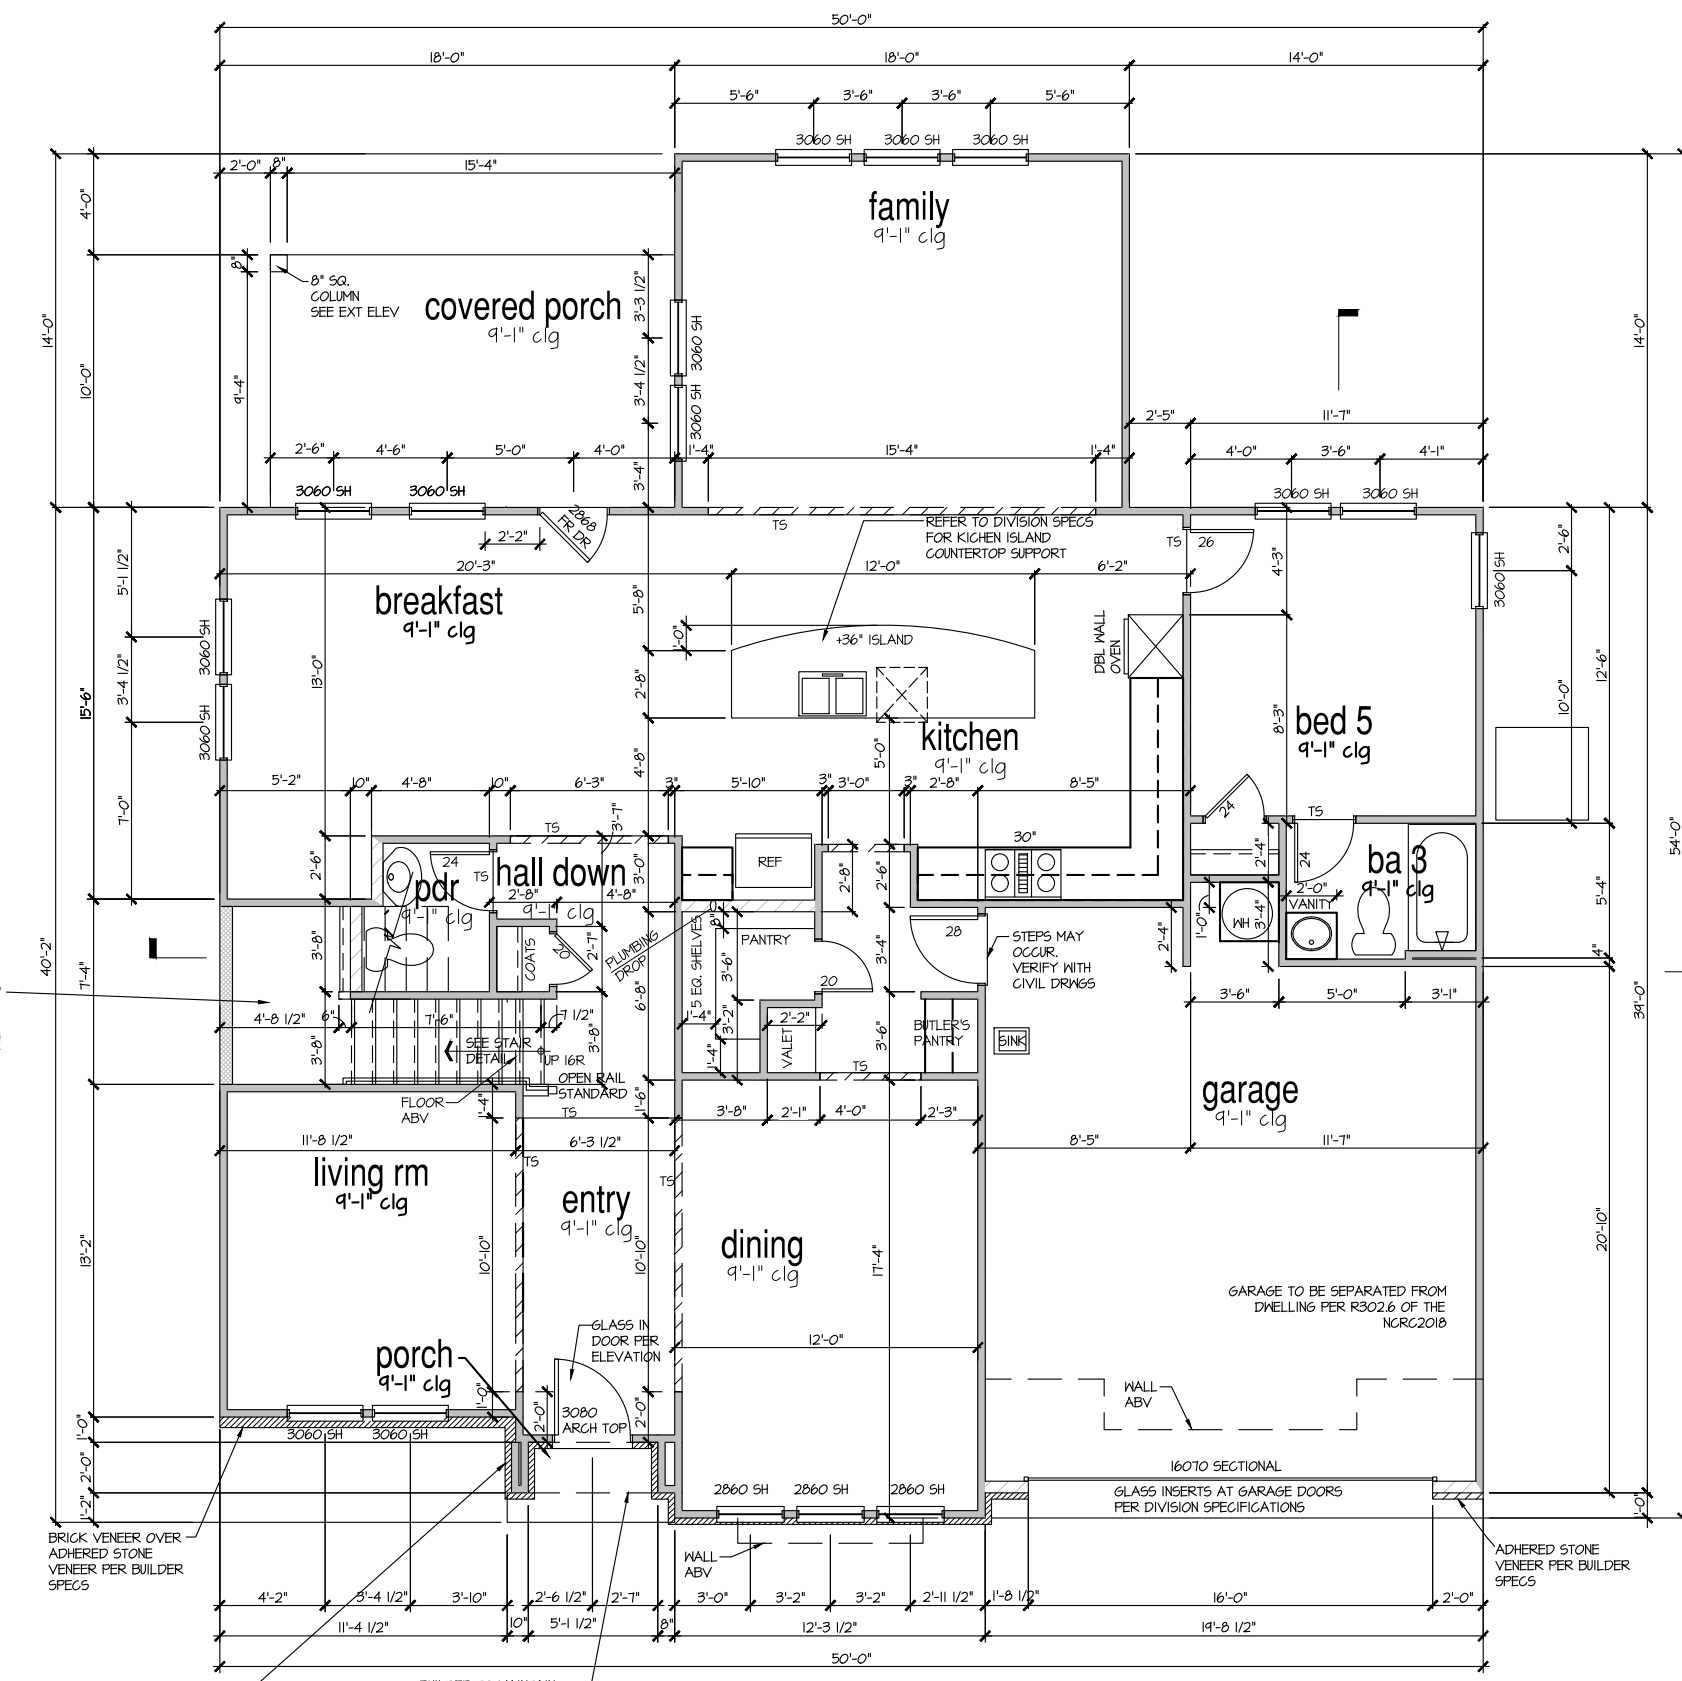 50'-0"
18'-0" 18'-0" 14'-0"
5'-6" 3'-6" 3'-6" 5'-6"
3060 SH 3060 SH 3060 SH
2'-0" 8" 15'-4"
4'-0"
family
9'-1" clg
8"
8" SQ.
COLUMN
SEE EXT ELEV
covered porch
9'-1" clg
3'-3 1/2"
3060 SH
14'-0"
10'-0"
9'-4"
3'-4 1/2"
3060 SH
14'-0"
2'-5" 11'-7"
2'-6" 4'-6" 5'-0" 4'-0" 1'-4" 15'-4" 1'-4" 4'-0" 3'-6" 4'-1"
3'-4"
3060 SH 3060 SH 3060 SH 3060 SH
2868
FR DR
2'-2"
TS
REFER TO DIVISION SPECS
FOR KICHEN ISLAND
COUNTERTOP SUPPORT
TS 26
4'-3"
2'-6"
3060 SH
5'-1 1/2"
20'-3" 12'-0" 6'-2"
5'-8"
breakfast
9'-1" clg
1'-0"
+36" ISLAND
DBL WALL
OVEN
3060 SH
12'-6"
15'-6"
3'-4 1/2"
13'-0"
2'-8"
10'-0"
3060 SH
8'-3"
bed 5
9'-1" clg
kitchen
9'-1" clg
5'-0"
4'-8"
5'-2" 10" 4'-8" 10" 6'-3" 3" 5'-10" 3" 3'-0" 3" 2'-8" 8'-5"
7'-0"
24
TS
TS
3'-7"
30"
54'-0"
2'-6"
24
TS
hall down
9'-1" clg
pdr
9'-1" clg
2'-8" 4'-8"
3'-0"
REF
2'-8"
2'-6"
2'-4"
24
ba 3
9'-1" clg
2'-0"
VANITY
5'-4"
WH
3'-4"
1'-0"
40'-2"
7'-4"
3'-8"
COATS
20
2'-7"
PLUMBING
DROP
5 EQ. SHELVES
8"
PANTRY
3'-6"
20
3'-4"
28
STEPS MAY
OCCUR.
VERIFY WITH
CIVIL DRWGS
2'-4"
4"
6'-8"
3'-6" 5'-0" 3'-1"
39'-0"
4'-8 1/2" 6" 7'-6" 7 1/2"
1'-4"
3'-2"
2'-2"
VALET
BUTLER'S
PANTRY
SINK
3'-8"
SEE STAIR
DETAIL
UP 16R
3'-8"
1'-4"
3'-6"
TS
OPEN RAIL
STANDARD
FLOOR
ABV
1'-4"
TS
1'-6"
garage
9'-1" clg
3'-8" 2'-1" 4'-0" 2'-3"
11'-8 1/2" 6'-3 1/2" 8'-5" 11'-7"
TS
TS
living rm
9'-1" clg
entry
9'-1" clg
dining
9'-1" clg
13'-2"
10'-10"
10'-10"
17'-4"
20'-10"
GARAGE TO BE SEPARATED FROM
DWELLING PER R302.6 OF THE
NCRC2018
GLASS IN
DOOR PER
ELEVATION
12'-0"
porch
9'-1" clg
WALL
ABV
1'-0"
2'-0"
3080
ARCH TOP
2'-0"
3060 SH 3060 SH
1'-0"
2'-0"
1'-2"
16070 SECTIONAL
2860 SH 2860 SH 2860 SH
GLASS INSERTS AT GARAGE DOORS
PER DIVISION SPECIFICATIONS
1'-0"
BRICK VENEER OVER
ADHERED STONE
VENEER PER BUILDER
SPECS
WALL
ABV
ADHERED STONE
VENEER PER BUILDER
SPECS
4'-2" 3'-4 1/2" 3'-10" 2'-6 1/2" 2'-7" 3'-0" 3'-2" 3'-2" 2'-11 1/2" 1'-8 1/2" 16'-0" 2'-0"
11'-4 1/2" 10" 5'-1 1/2" 8" 12'-3 1/2" 19'-8 1/2"
50'-0"